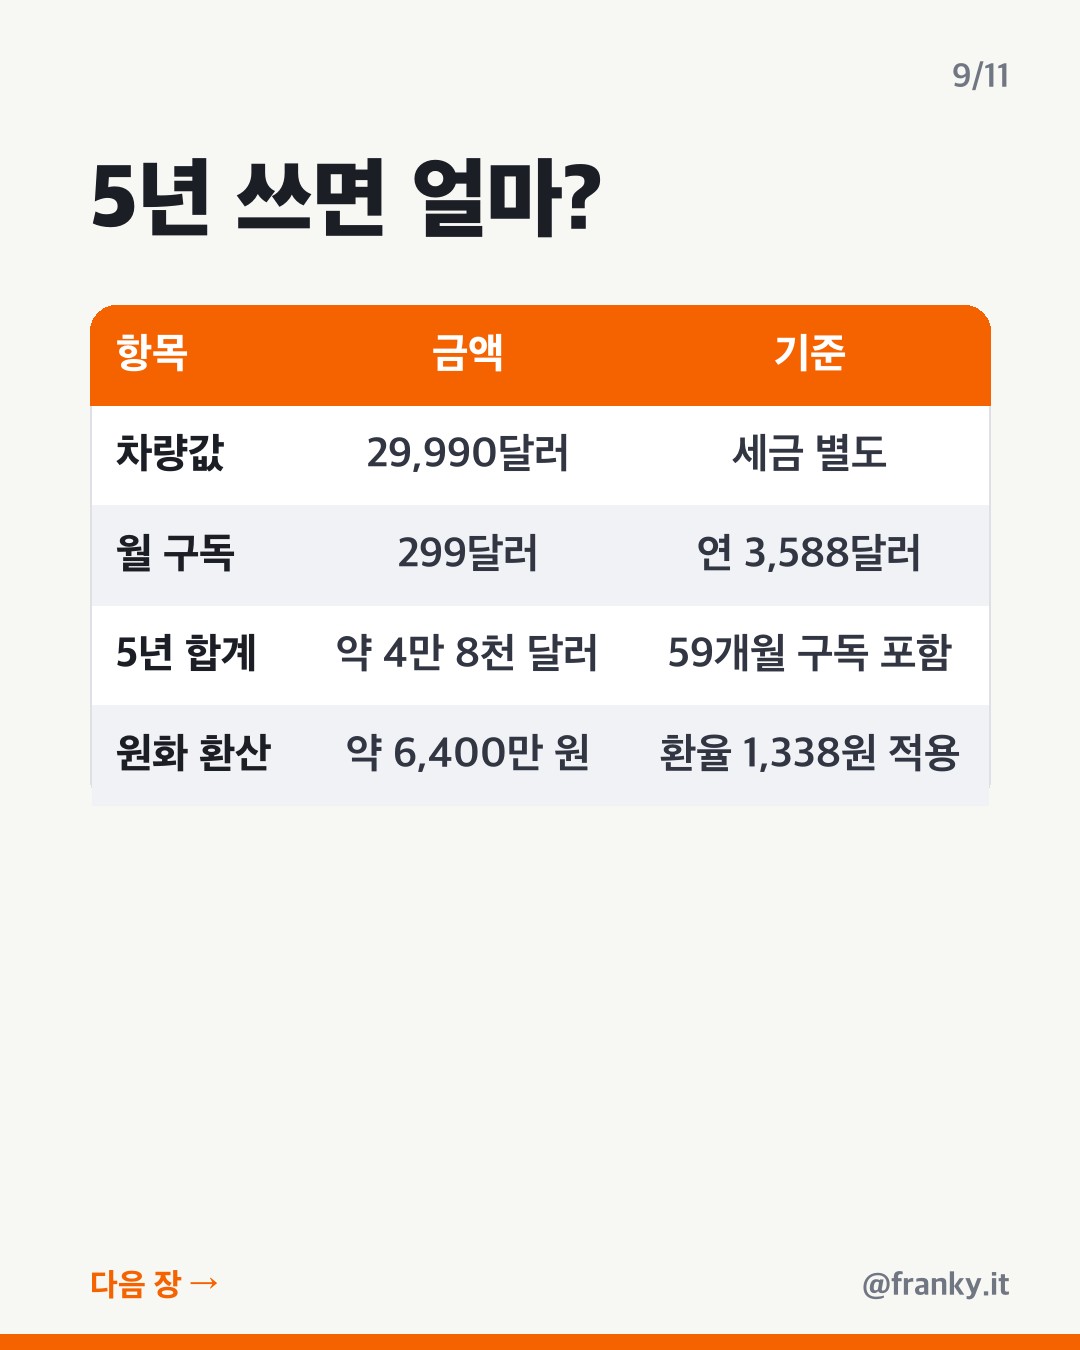 9/11
5년 쓰면 얼마?
항목 금액 기준
차량값 29,990달러 세금 별도
월 구독 299달러 연 3,588달러
5년 합계 약 4만 8천 달러 59개월 구독 포함
원화 환산 약 6,400만 원 환율 1,338원 적용
다음 장 →
@franky.it